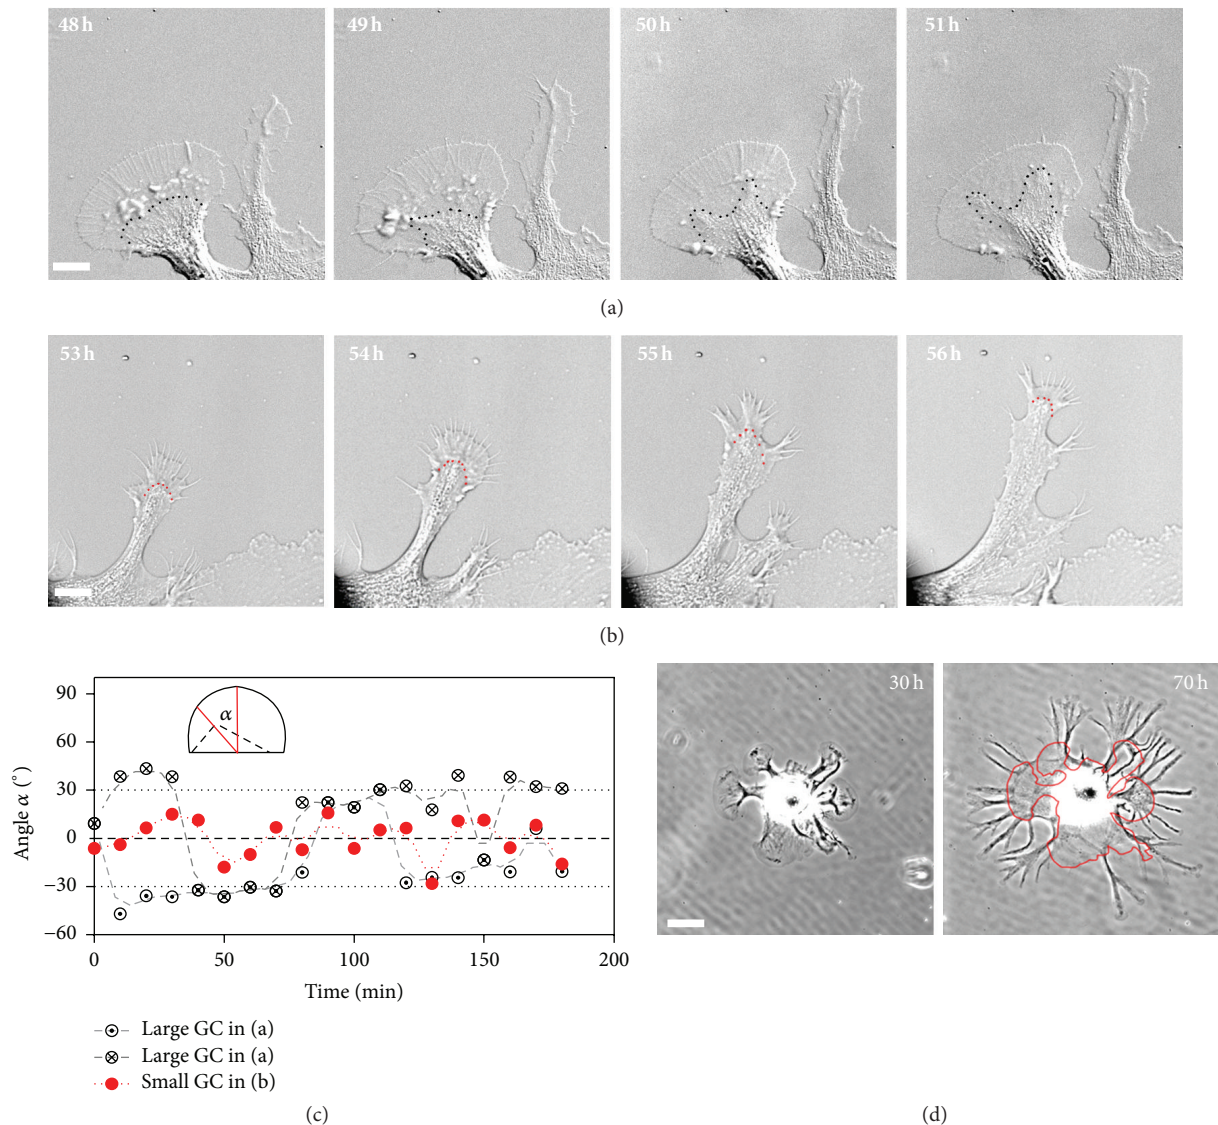 48 h
49 h
50 h
51 h
(a)
53 h
54 h
55 h
56 h
(b)
90
60
30
0
−30
−60
Angle α (°)
α
0
50
100
150
200
Time (min)
Large GC in (a)
Large GC in (a)
Small GC in (b)
(c)
30 h
70 h
(d)